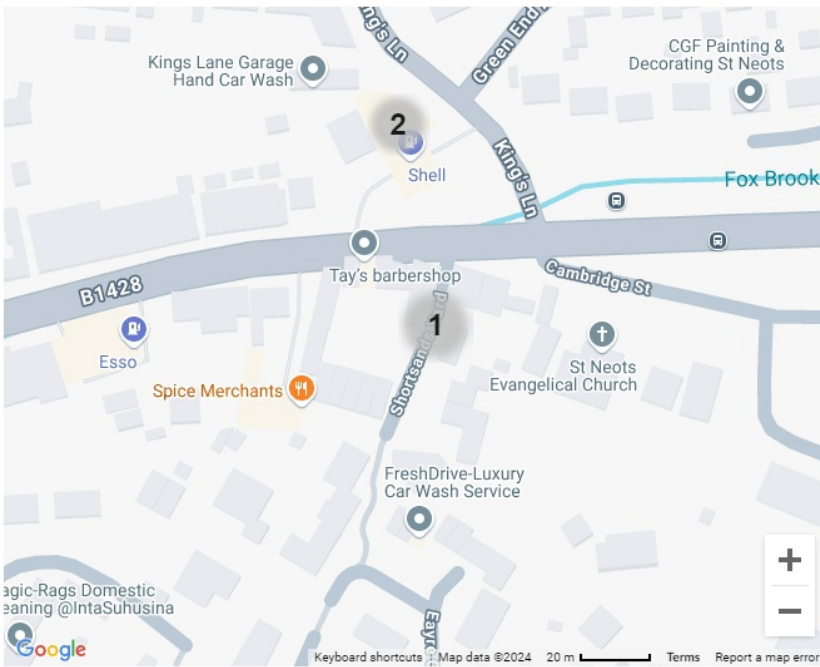 King's Ln
Green End
Kings Lane Garage
Hand Car Wash
CGF Painting &
Decorating St Neots
2
Shell
King's Ln
Fox Brook
Tay's barbershop
B1428
Cambridge St
1
Esso
St Neots
Evangelical Church
Spice Merchants
FreshDrive-Luxury
Car Wash Service
+
−
agic-Rags Domestic
eaning @IntaSuhusina
Google
Keyboard shortcuts
Map data ©2024
20 m
Terms
Report a map error